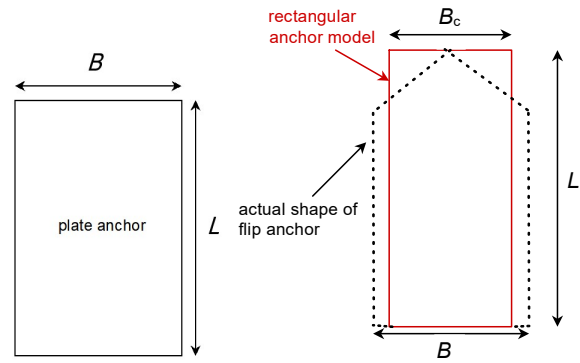 B
plate anchor
L
rectangular
anchor model
Bc
actual shape of
flip anchor
L
B